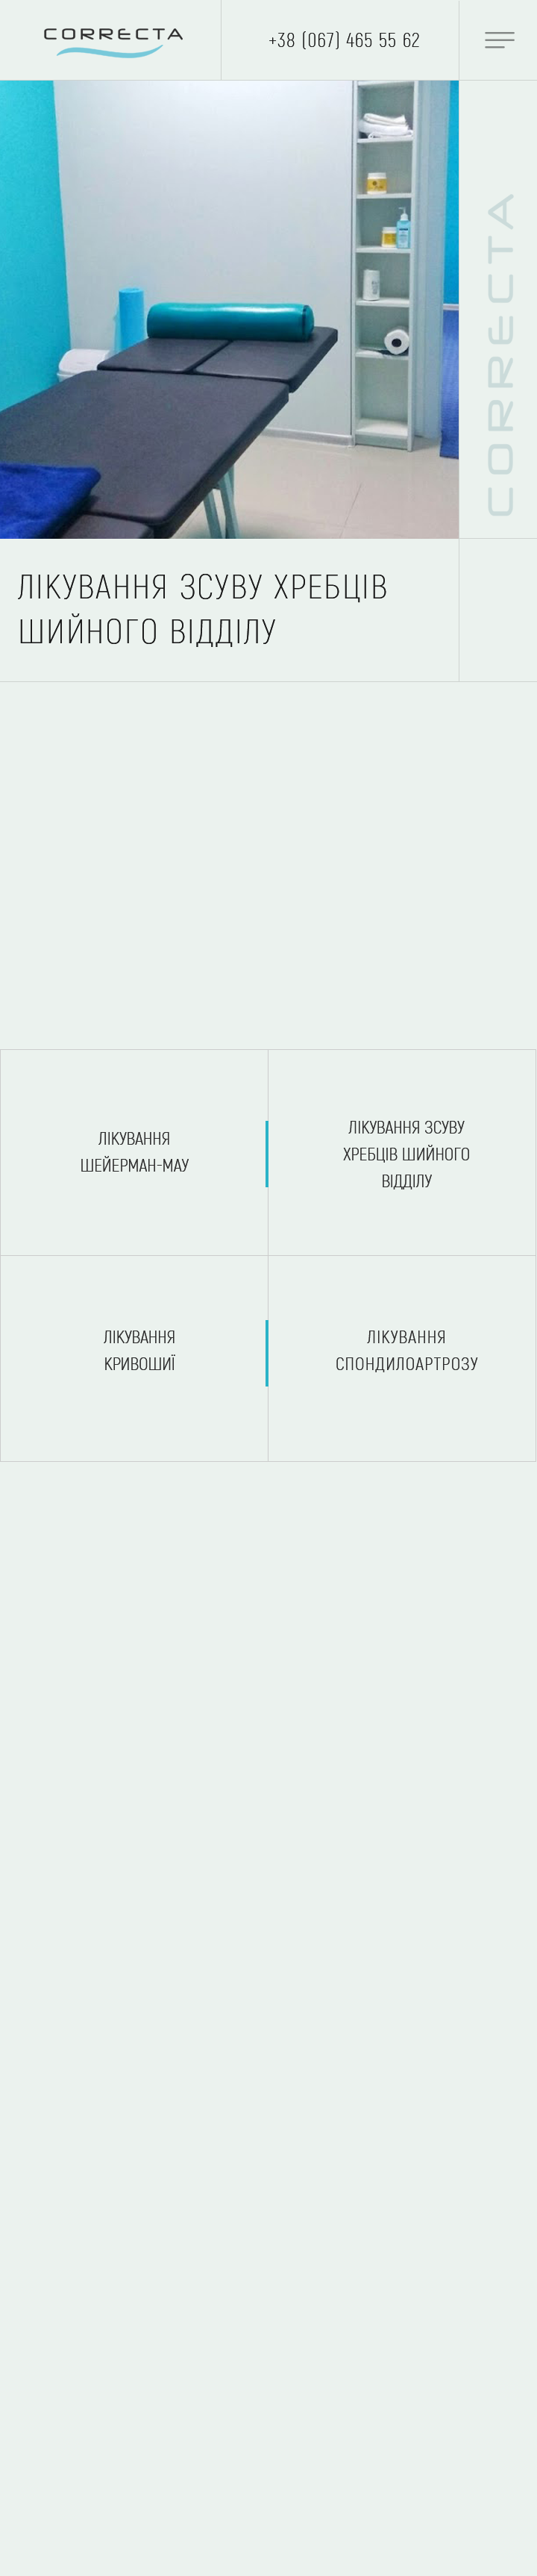 CORRECTA
+38 (067) 465 55 62
CORRECTA
ЛІКУВАННЯ ЗСУВУ ХРЕБЦІВ
ШИЙНОГО ВІДДІЛУ
ЛІКУВАННЯ
ШЕЙЕРМАН-МАУ
ЛІКУВАННЯ ЗСУВУ
ХРЕБЦІВ ШИЙНОГО
ВІДДІЛУ
ЛІКУВАННЯ
КРИВОШИЇ
ЛІКУВАННЯ
СПОНДИЛОАРТРОЗУ